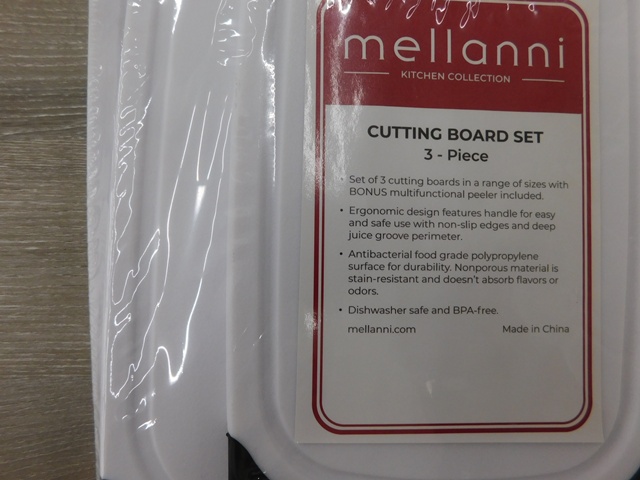 mellanni
KITCHEN COLLECTION
CUTTING BOARD SET
3 - Piece
• Set of 3 cutting boards in a range of sizes with
BONUS multifunctional peeler included.
• Ergonomic design features handle for easy
and safe use with non-slip edges and deep
juice groove perimeter.
• Antibacterial food grade polypropylene
surface for durability. Nonporous material is
stain-resistant and doesn't absorb flavors or
odors.
• Dishwasher safe and BPA-free.
mellanni.com Made in China